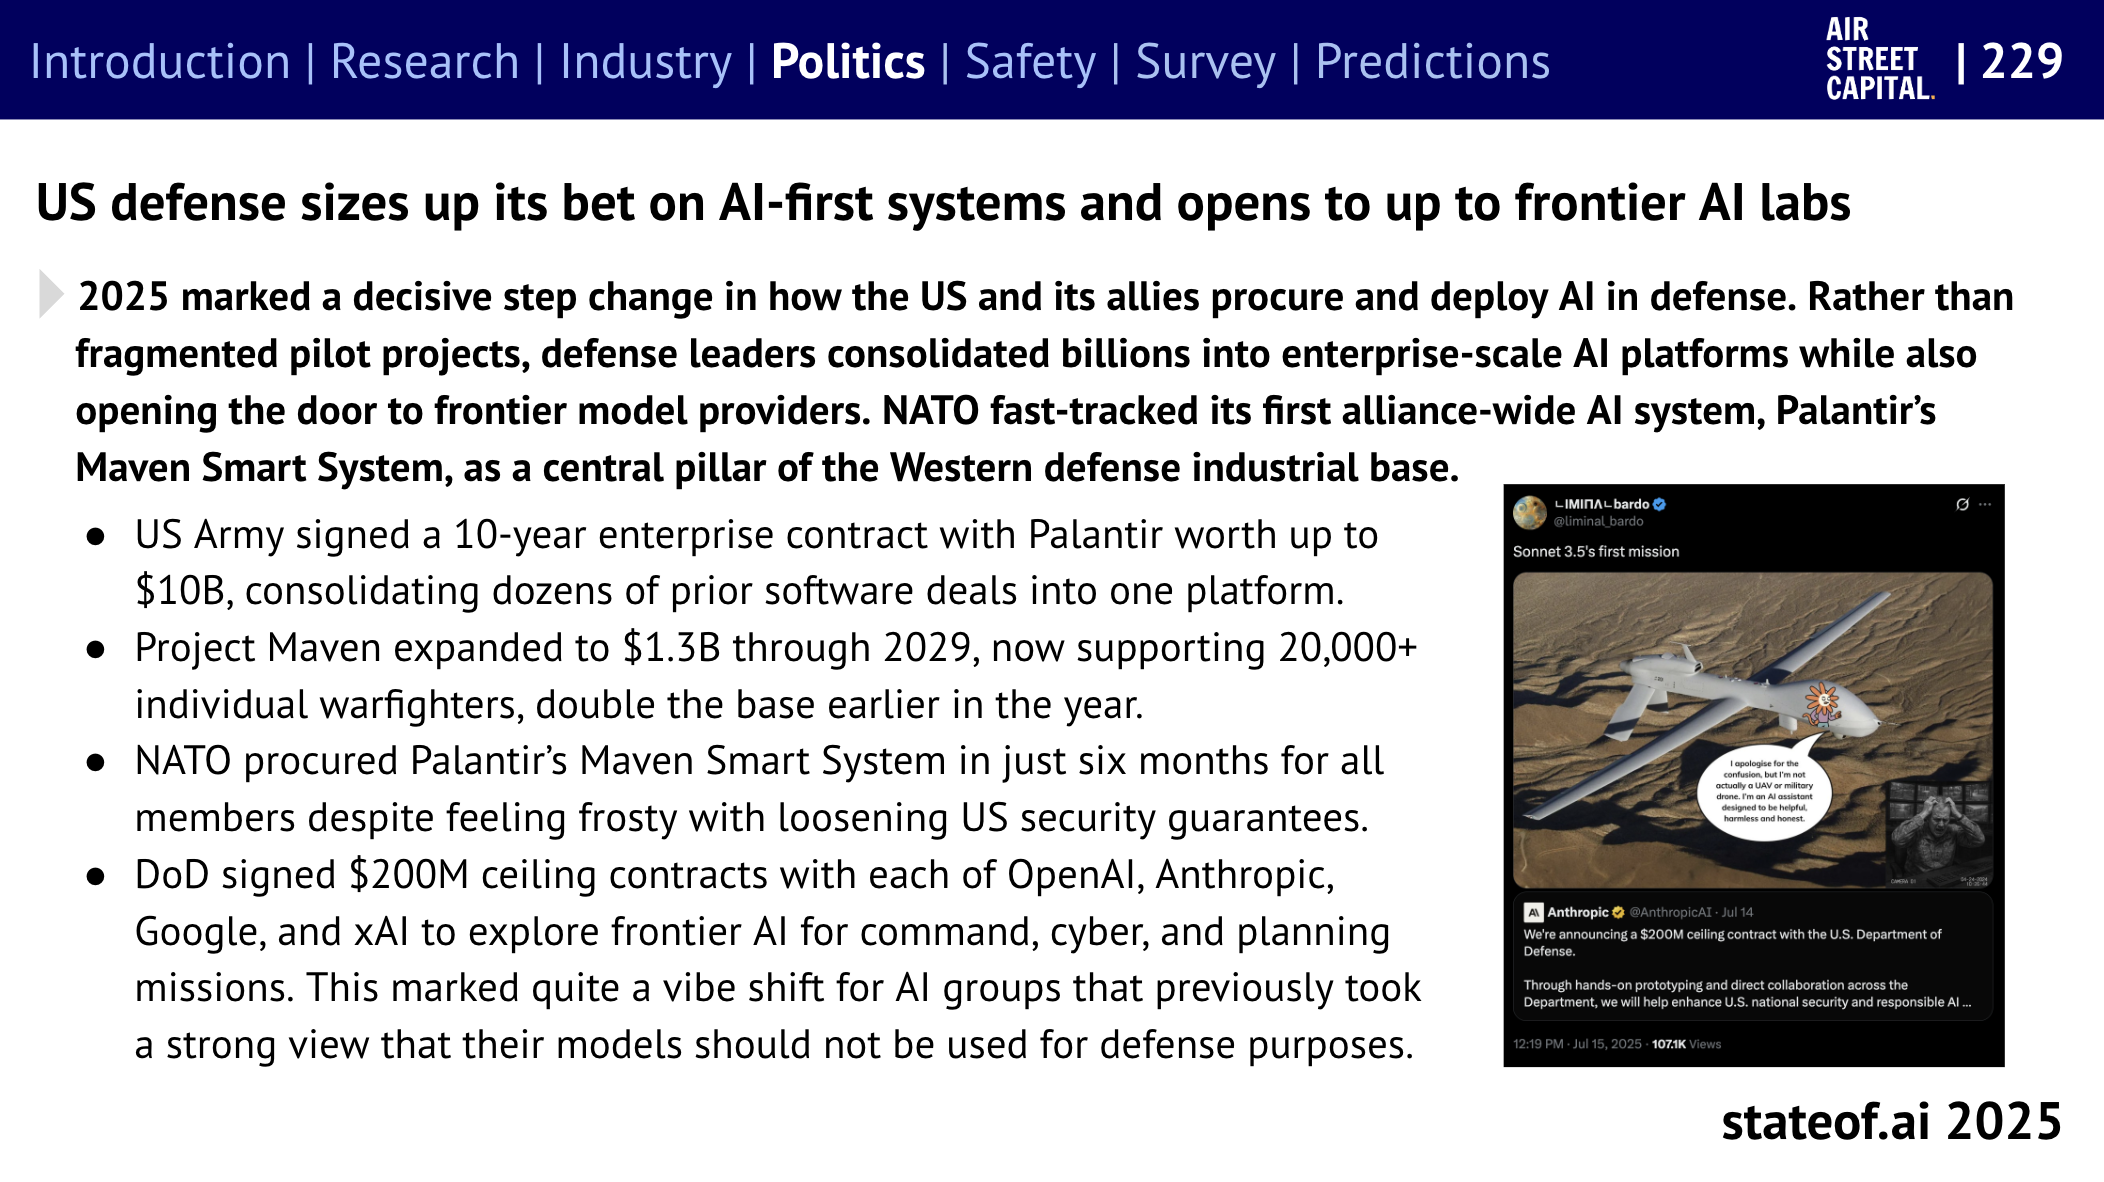 Introduction | Research | Industry | Politics | Safety | Survey | Predictions
AIR
STREET
CAPITAL.
| 229
US defense sizes up its bet on AI-first systems and opens to up to frontier AI labs
2025 marked a decisive step change in how the US and its allies procure and deploy AI in defense. Rather than
fragmented pilot projects, defense leaders consolidated billions into enterprise-scale AI platforms while also
opening the door to frontier model providers. NATO fast-tracked its first alliance-wide AI system, Palantir’s
Maven Smart System, as a central pillar of the Western defense industrial base.
● US Army signed a 10-year enterprise contract with Palantir worth up to
$10B, consolidating dozens of prior software deals into one platform.
● Project Maven expanded to $1.3B through 2029, now supporting 20,000+
individual warfighters, double the base earlier in the year.
● NATO procured Palantir’s Maven Smart System in just six months for all
members despite feeling frosty with loosening US security guarantees.
● DoD signed $200M ceiling contracts with each of OpenAI, Anthropic,
Google, and xAI to explore frontier AI for command, cyber, and planning
missions. This marked quite a vibe shift for AI groups that previously took
a strong view that their models should not be used for defense purposes.
bardo
@liminal_bardo
Sonnet 3.5's first mission
I apologise for the
confusion, but I'm not
actually a UAV or military
drone. I'm an AI assistant
designed to be helpful,
harmless and honest.
Anthropic @AnthropicAI · Jul 14
We're announcing a $200M ceiling contract with the U.S. Department of
Defense.
Through hands-on prototyping and direct collaboration across the
Department, we will help enhance U.S. national security and responsible AI ...
12:19 PM · Jul 15, 2025 · 107.1K Views
stateof.ai 2025